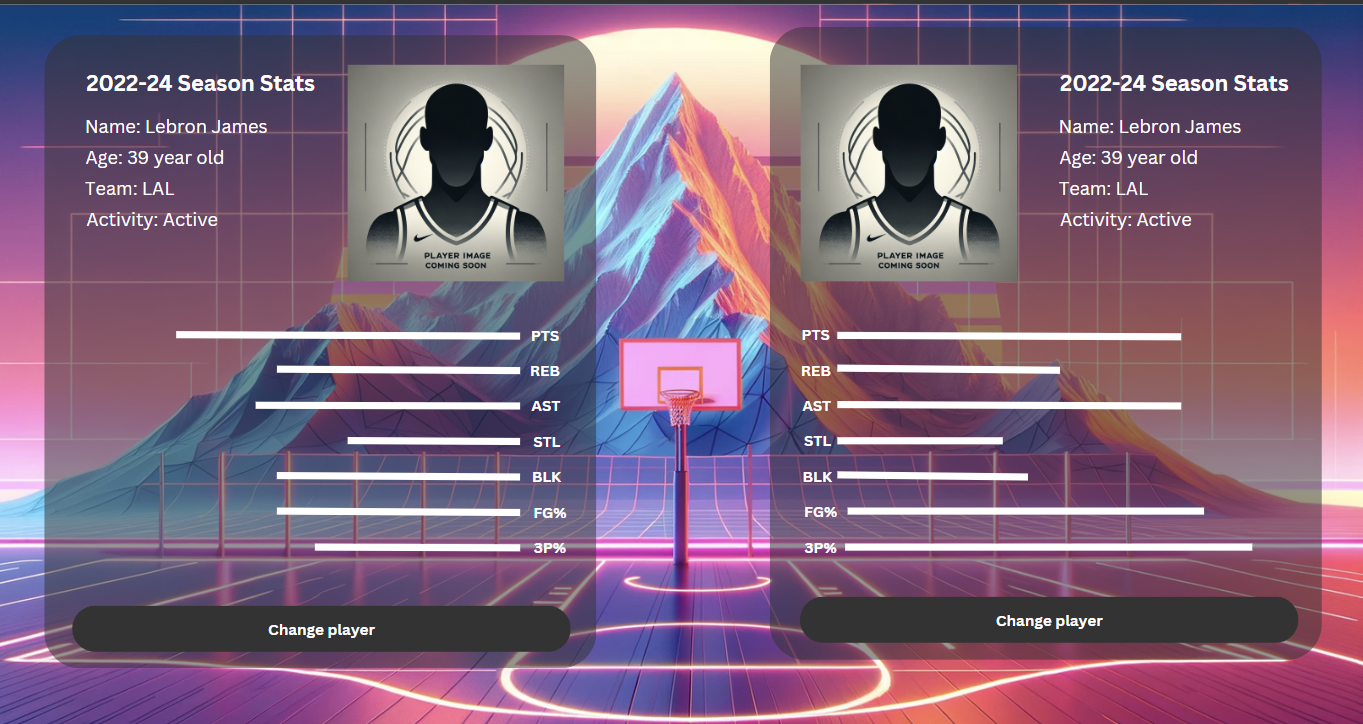 2022-24 Season Stats
Name: Lebron James
Age: 39 year old
Team: LAL
Activity: Active
PLAYER IMAGE
COMING SOON
PTS
REB
AST
STL
BLK
FG%
3P%
Change player
2022-24 Season Stats
Name: Lebron James
Age: 39 year old
Team: LAL
Activity: Active
PLAYER IMAGE
COMING SOON
PTS
REB
AST
STL
BLK
FG%
3P%
Change player